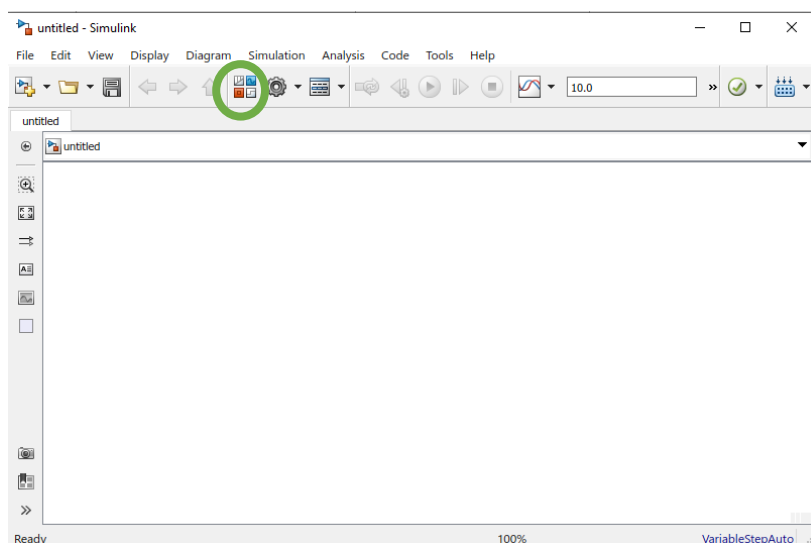 untitled - Simulink
File Edit View Display Diagram Simulation Analysis Code Tools Help
10.0 »
untitled
untitled
A
»
Ready 100% VariableStepAuto